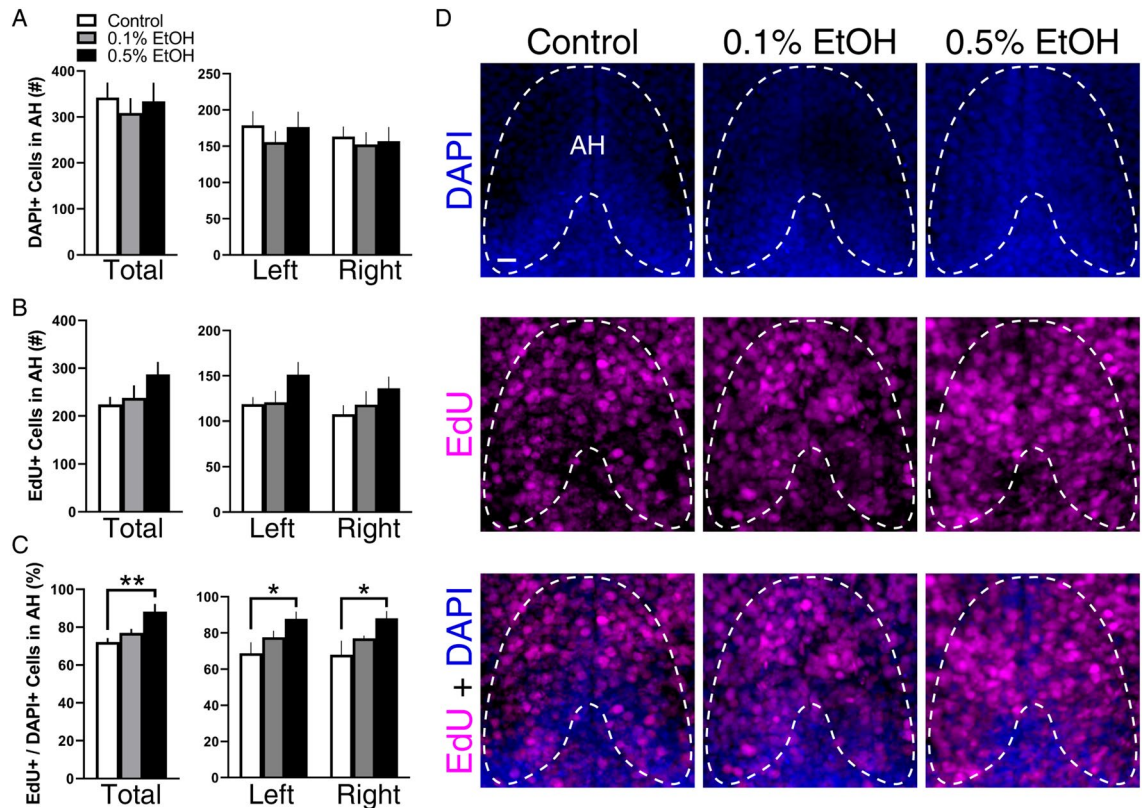 A
Control
0.1% EtOH
0.5% EtOH
DAPI+ Cells in AH (#)
400
300
200
100
0
Total
250
200
150
100
50
0
Left Right
B
EdU+ Cells in AH (#)
400
300
200
100
0
Total
200
150
100
50
0
Left Right
C
EdU+ / DAPI+ Cells in AH (%)
100
80
60
40
20
0
**
Total
100
80
60
40
20
0
* *
Left Right
D
Control 0.1% EtOH 0.5% EtOH
DAPI
AH
EdU
EdU + DAPI